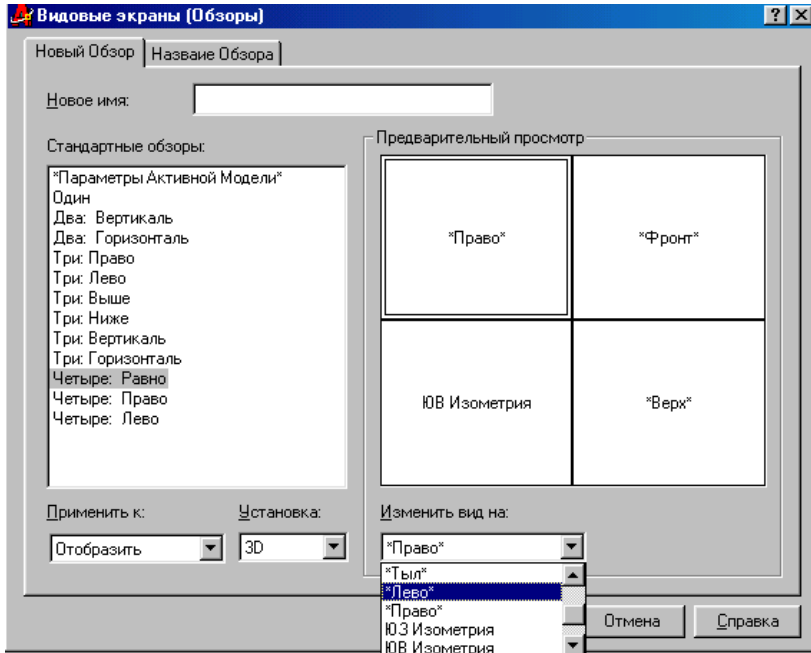 Видовые экраны (Обзоры)
Новый Обзор
Назваие Обзора
Новое имя:
Стандартные обзоры:
*Параметры Активной Модели*
Один
Два: Вертикаль
Два: Горизонталь
Три: Право
Три: Лево
Три: Выше
Три: Ниже
Три: Вертикаль
Три: Горизонталь
Четыре: Равно
Четыре: Право
Четыре: Лево
Предварительный просмотр
*Право*
*Фронт*
ЮВ Изометрия
*Верх*
Применить к:
Установка:
Изменить вид на:
Отобразить
3D
*Право*
*Тыл*
*Лево*
*Право*
ЮЗ Изометрия
ЮВ Изометрия
Отмена
Справка